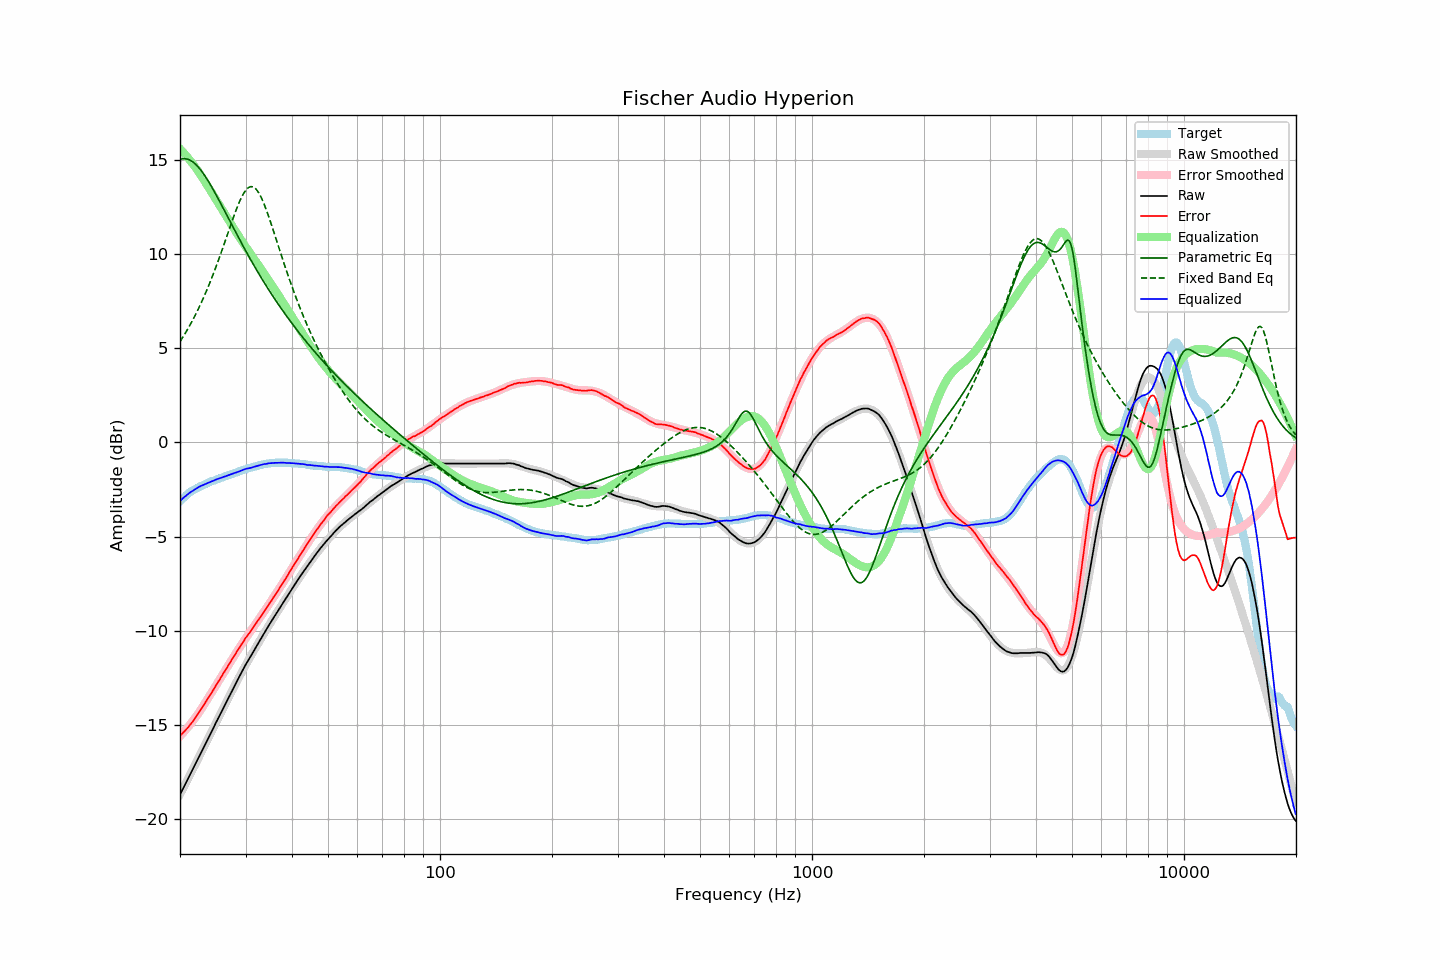 Fischer Audio Hyperion
Target
Raw Smoothed
Error Smoothed
Raw
Error
Equalization
Parametric Eq
Fixed Band Eq
Equalized
15
10
5
0
−5
−10
−15
−20
Amplitude (dBr)
100
1000
10000
Frequency (Hz)